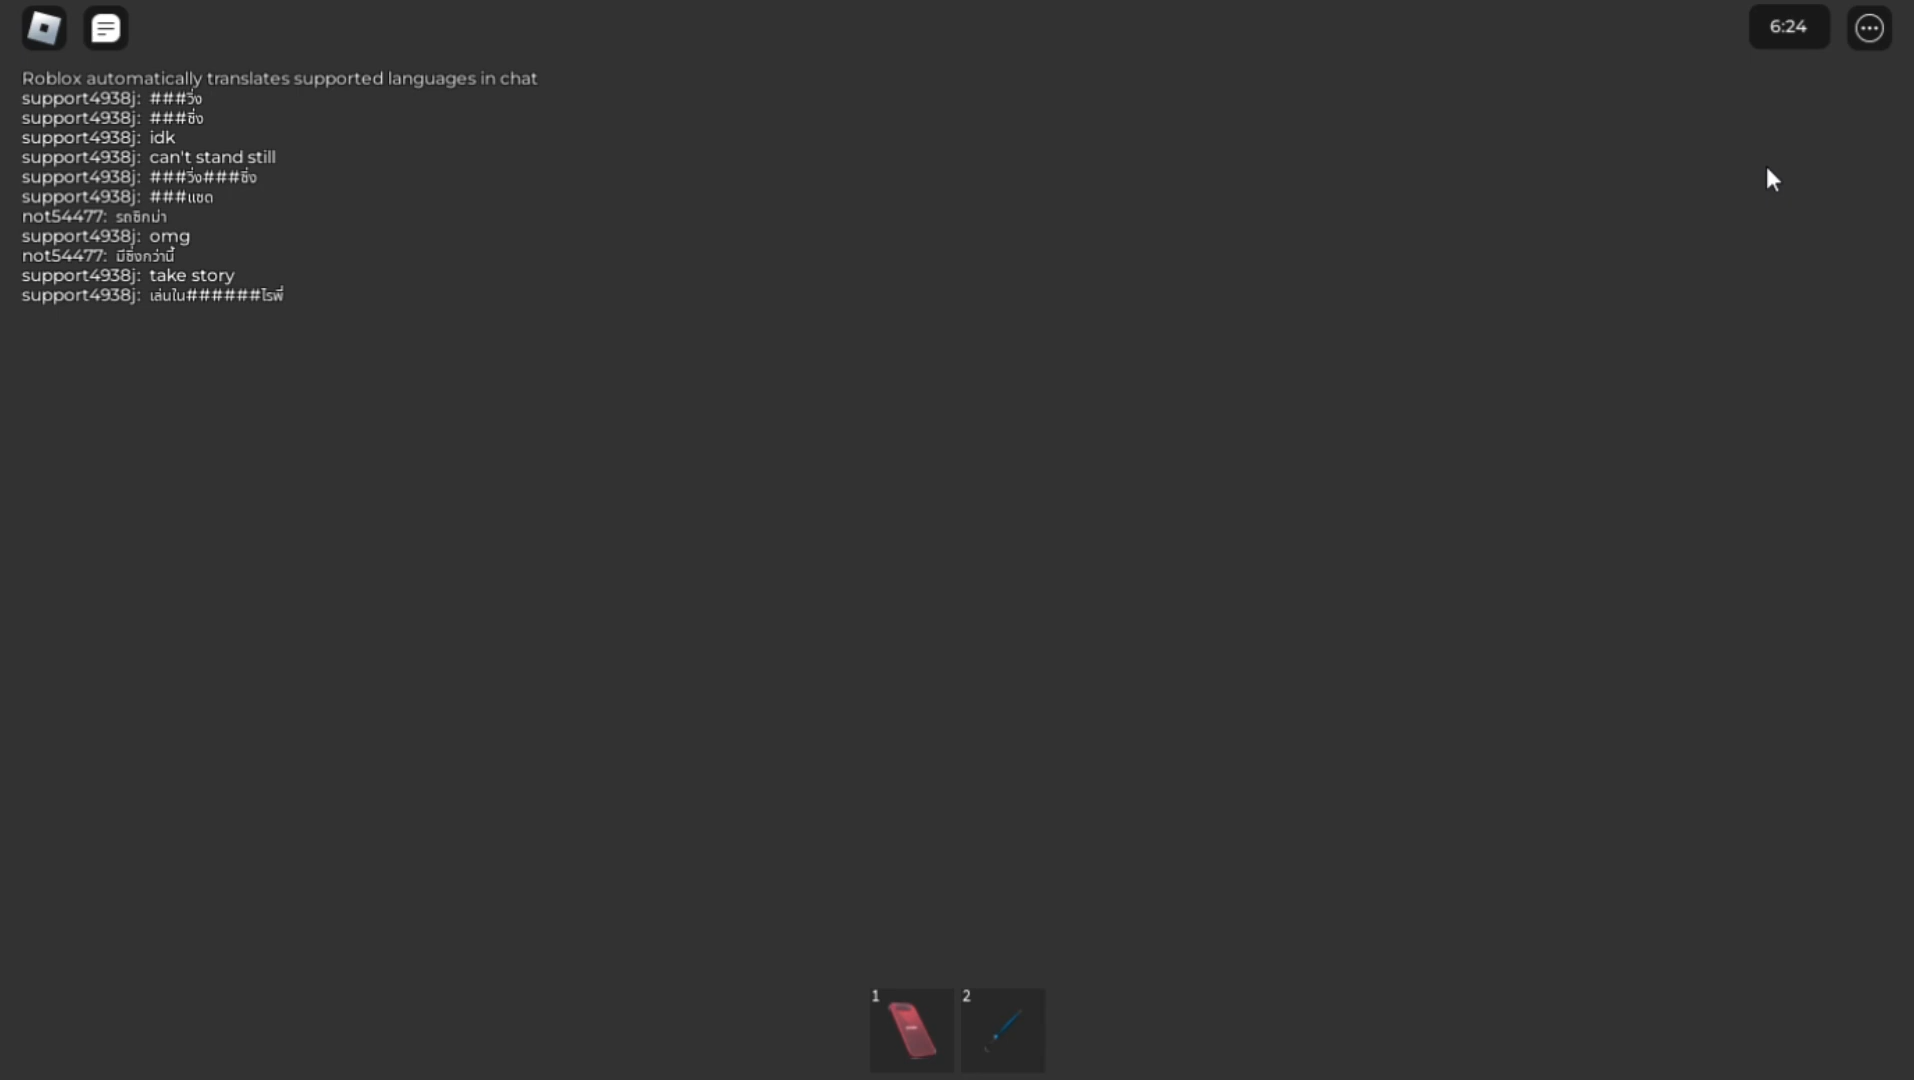 6:24
Roblox automatically translates supported languages in chat
support4938j: ###วิ่ง
support4938j: ###ซิ่ง
support4938j: idk
support4938j: can't stand still
support4938j: ###วิ่ง###ซิ่ง
support4938j: ###แซด
not54477: รถซิกม่า
support4938j: omg
not54477: มีซิ่งกว่านี้
support4938j: take story
support4938j: เล่นใน######ไรพี่
1
2